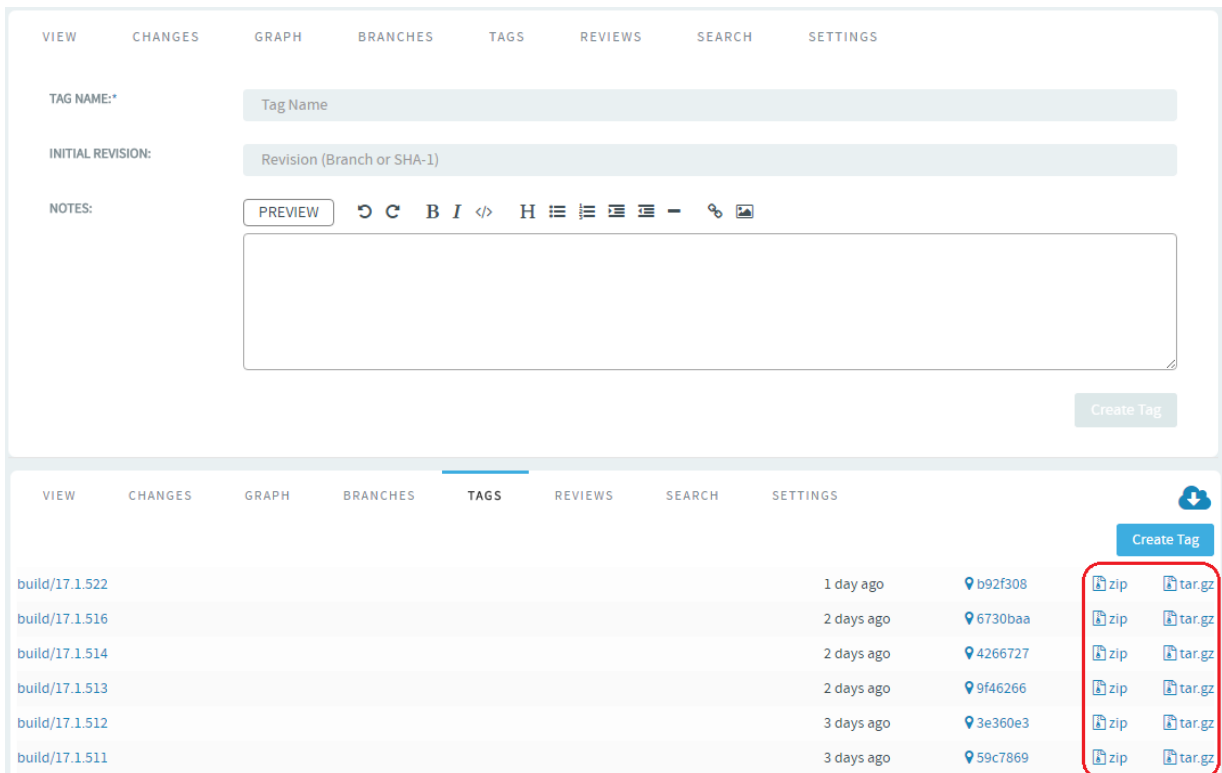 VIEW CHANGES GRAPH BRANCHES TAGS REVIEWS SEARCH SETTINGS
TAG NAME:* Tag Name
INITIAL REVISION: Revision (Branch or SHA-1)
NOTES: PREVIEW B I </> H
Create Tag
VIEW CHANGES GRAPH BRANCHES TAGS REVIEWS SEARCH SETTINGS
Create Tag
build/17.1.522 1 day ago b92f308 zip tar.gz
build/17.1.516 2 days ago 6730baa zip tar.gz
build/17.1.514 2 days ago 4266727 zip tar.gz
build/17.1.513 2 days ago 9f46266 zip tar.gz
build/17.1.512 3 days ago 3e360e3 zip tar.gz
build/17.1.511 3 days ago 59c7869 zip tar.gz